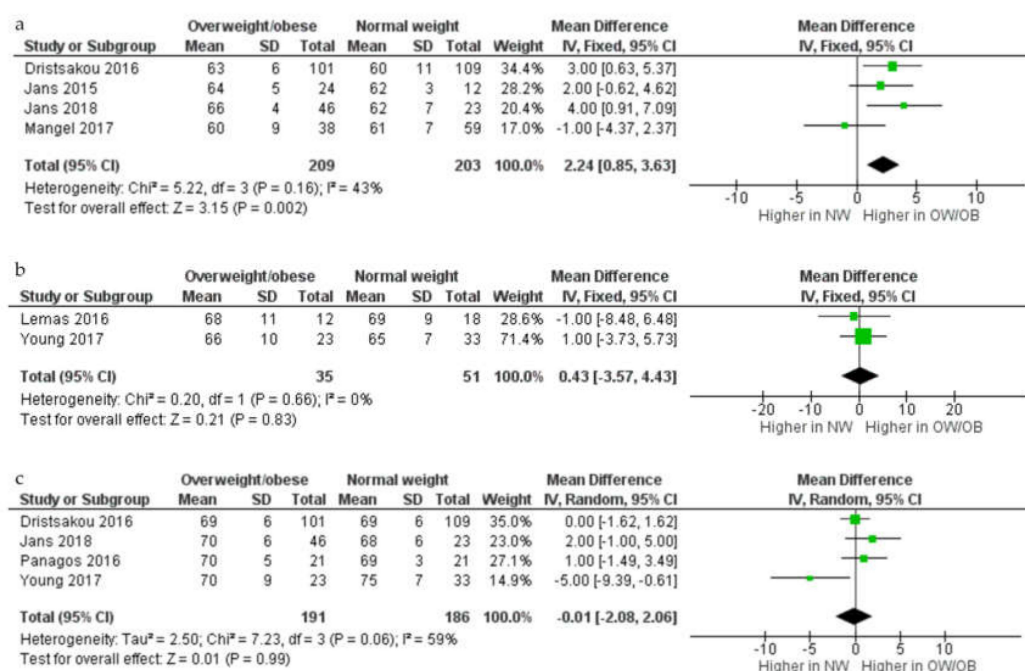 a
Overweight/obese Normal weight Mean Difference Mean Difference
Study or Subgroup Mean SD Total Mean SD Total Weight IV, Fixed, 95% CI IV, Fixed, 95% CI
Dristsakou 2016 63 6 101 60 11 109 34.4% 3.00 [0.63, 5.37]
Jans 2015 64 5 24 62 3 12 28.2% 2.00 [-0.62, 4.62]
Jans 2018 66 4 46 62 7 23 20.4% 4.00 [0.91, 7.09]
Mangel 2017 60 9 38 61 7 59 17.0% -1.00 [-4.37, 2.37]
Total (95% CI) 209 203 100.0% 2.24 [0.85, 3.63]
Heterogeneity: Chi² = 5.22, df = 3 (P = 0.16); I² = 43%
Test for overall effect: Z = 3.15 (P = 0.002)
-10 -5 0 5 10
Higher in NW Higher in OW/OB
b
Overweight/obese Normal weight Mean Difference Mean Difference
Study or Subgroup Mean SD Total Mean SD Total Weight IV, Fixed, 95% CI IV, Fixed, 95% CI
Lemas 2016 68 11 12 69 9 18 28.6% -1.00 [-8.48, 6.48]
Young 2017 66 10 23 65 7 33 71.4% 1.00 [-3.73, 5.73]
Total (95% CI) 35 51 100.0% 0.43 [-3.57, 4.43]
Heterogeneity: Chi² = 0.20, df = 1 (P = 0.66); I² = 0%
Test for overall effect: Z = 0.21 (P = 0.83)
-20 -10 0 10 20
Higher in NW Higher in OW/OB
c
Overweight/obese Normal weight Mean Difference Mean Difference
Study or Subgroup Mean SD Total Mean SD Total Weight IV, Random, 95% CI IV, Random, 95% CI
Dristsakou 2016 69 6 101 69 6 109 35.0% 0.00 [-1.62, 1.62]
Jans 2018 70 6 46 68 6 23 23.0% 2.00 [-1.00, 5.00]
Panagos 2016 70 5 21 69 3 21 27.1% 1.00 [-1.49, 3.49]
Young 2017 70 9 23 75 7 33 14.9% -5.00 [-9.39, -0.61]
Total (95% CI) 191 186 100.0% -0.01 [-2.08, 2.06]
Heterogeneity: Tau² = 2.50; Chi² = 7.23, df = 3 (P = 0.06); I² = 59%
Test for overall effect: Z = 0.01 (P = 0.99)
-10 -5 0 5 10
Higher in NW Higher in OW/OB